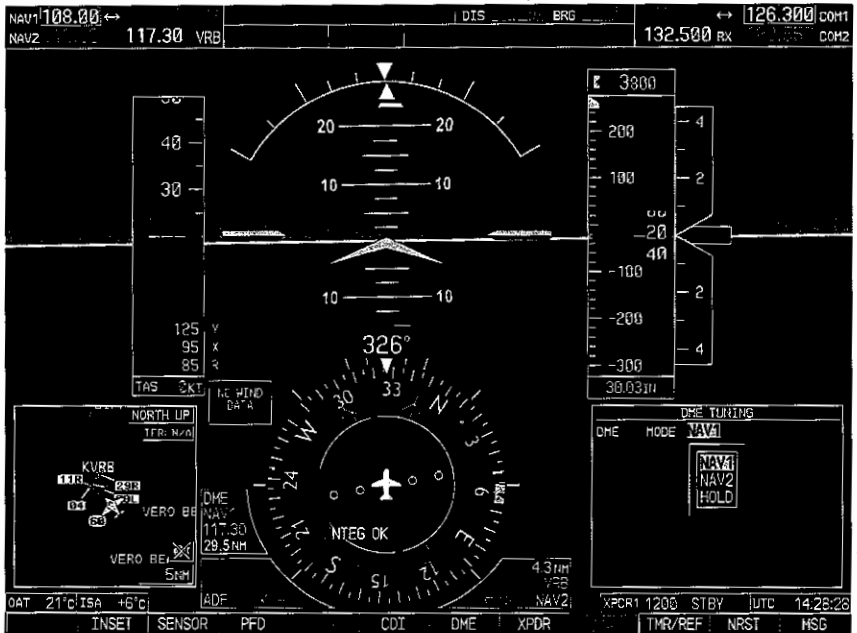 NAV1 108.00 ↔
DIS BRG
↔ 126.300 COM1
NAV2 117.30 VRB
132.500 RX COM2
3800
20 20
10 10
10 10
40
30
200
100
20
40
-100
-200
-300
4
2
2
4
125 Y
95 X
85 R
TAS 0KT
326°
30.03IN
NO WIND
DATA
30 33 N 3 6 E 12 15 S 21 24 W
NORTH UP
TFR: N/A
KVRB
11R 29R
04
VERO BE
VERO BE
5NM
DME
NAV1
117.30
29.5NM
NTEG OK
ADF
4.3NM
VRB
NAV2
DME TUNING
DME MODE NAV1
NAV1
NAV2
HOLD
OAT 21°C ISA +6°C
XPDR1 1200 STBY UTC 14:28:28
INSET SENSOR PFD CDI DME XPDR TMR/REF NRST MSG